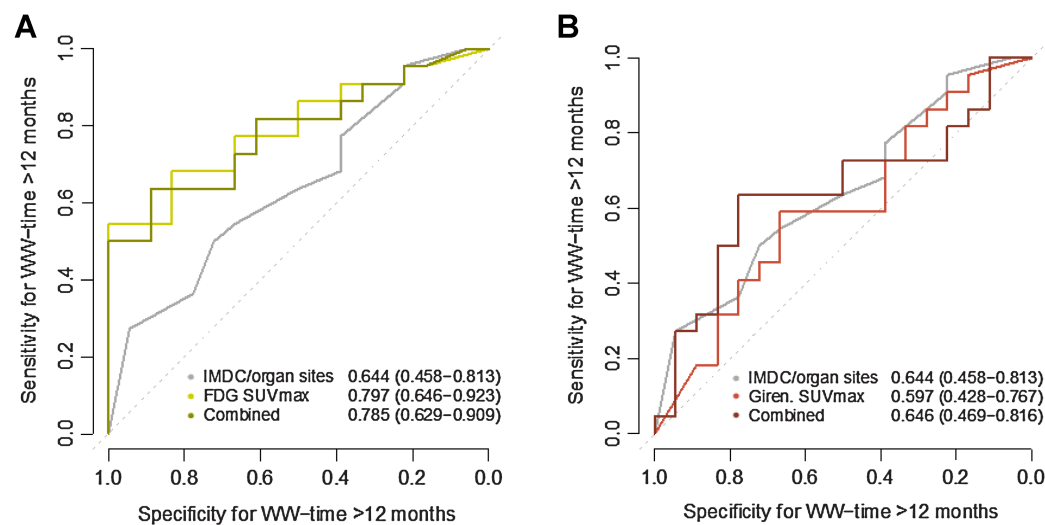 A
Sensitivity for WW−time >12 months
1.0
0.8
0.6
0.4
0.2
0.0
IMDC/organ sites 0.644 (0.458−0.813)
FDG SUVmax 0.797 (0.646−0.923)
Combined 0.785 (0.629−0.909)
1.0 0.8 0.6 0.4 0.2 0.0
Specificity for WW−time >12 months
B
Sensitivity for WW−time >12 months
1.0
0.8
0.6
0.4
0.2
0.0
IMDC/organ sites 0.644 (0.458−0.813)
Giren. SUVmax 0.597 (0.428−0.767)
Combined 0.646 (0.469−0.816)
1.0 0.8 0.6 0.4 0.2 0.0
Specificity for WW−time >12 months